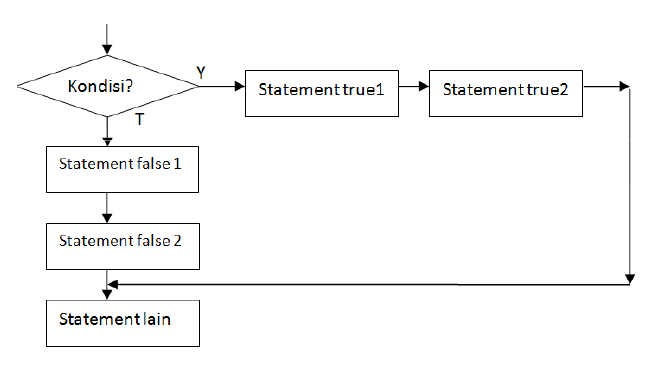 Kondisi?
Y
Statement true1
Statement true2
T
Statement false 1
Statement false 2
Statement lain